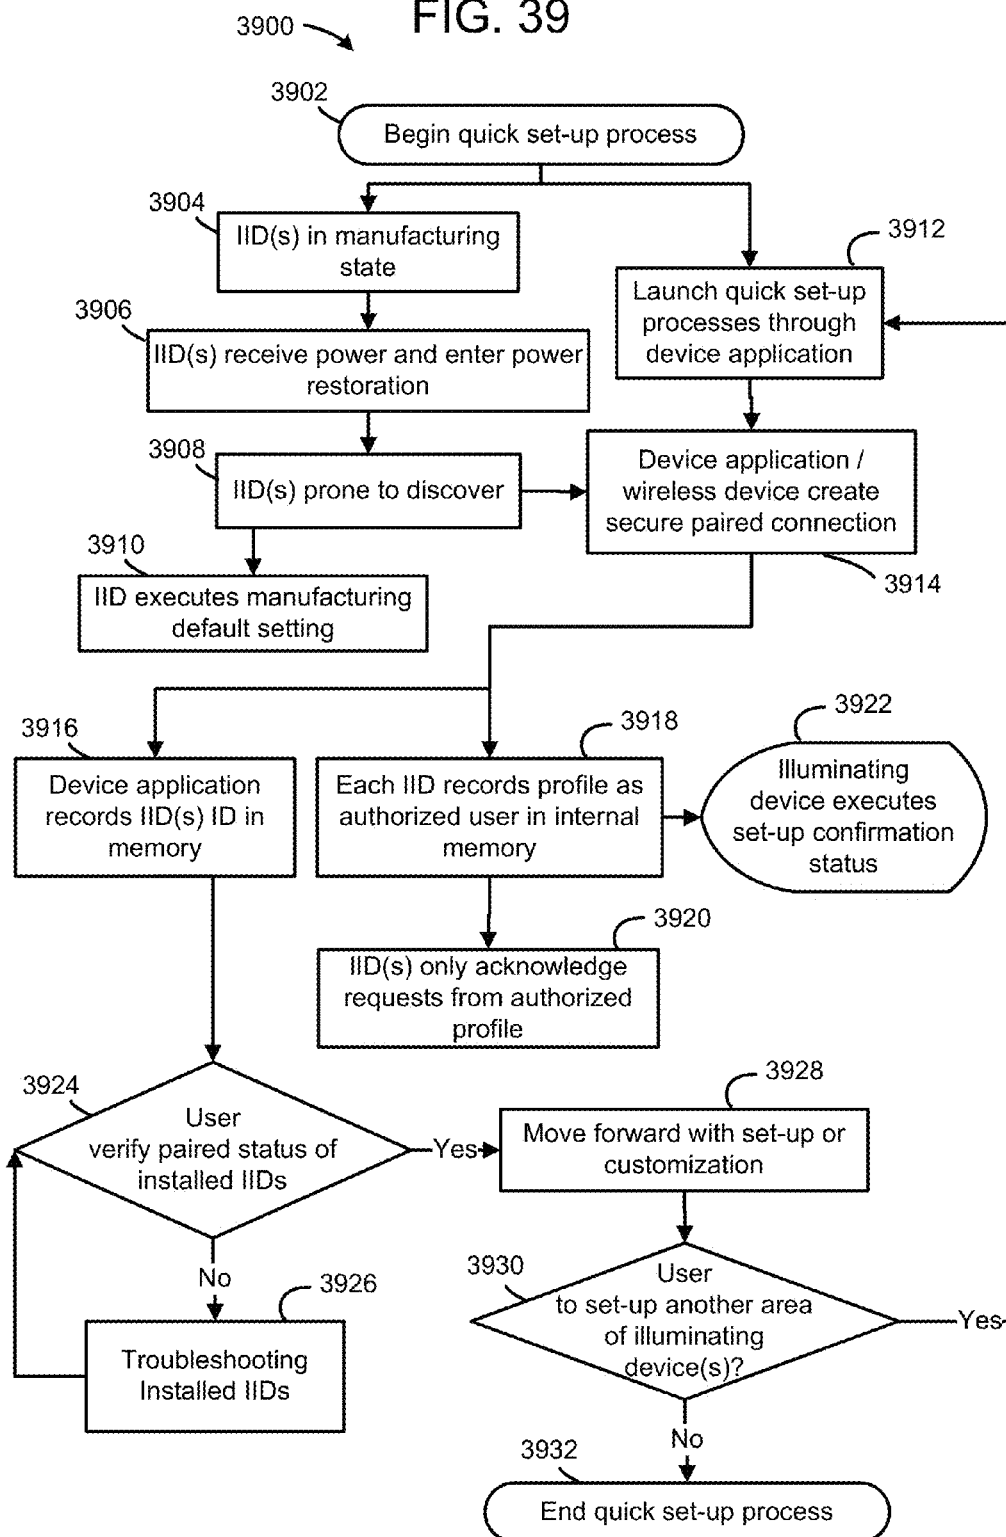 FIG. 39
3900
3902
Begin quick set-up process
3904
IID(s) in manufacturing
state
3912
Launch quick set-up
processes through
device application
3906
IID(s) receive power and enter power
restoration
3908
IID(s) prone to discover
Device application /
wireless device create
secure paired connection
3914
3910
IID executes manufacturing
default setting
3916
Device application
records IID(s) ID in
memory
3918
Each IID records profile as
authorized user in internal
memory
3922
Illuminating
device executes
set-up confirmation
status
3920
IID(s) only acknowledge
requests from authorized
profile
3924
User
verify paired status of
installed IIDs
Yes
3928
Move forward with set-up or
customization
No
3926
Troubleshooting
Installed IIDs
3930
User
to set-up another area
of illuminating
device(s)?
Yes
No
3932
End quick set-up process